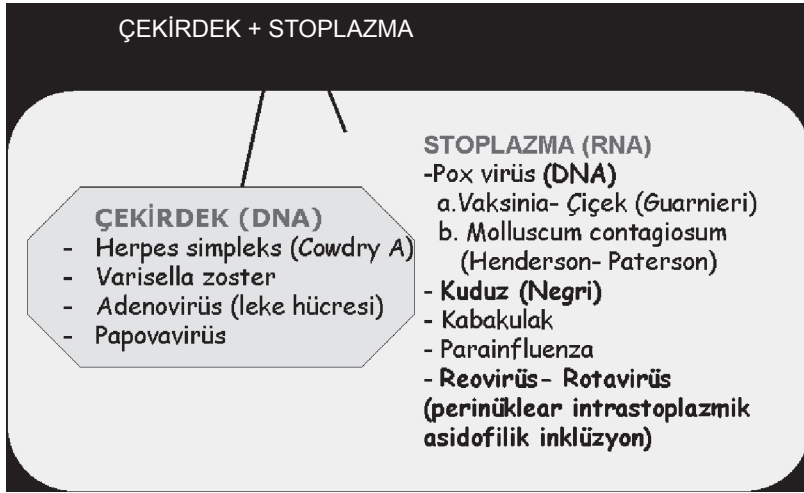 ÇEKİRDEK + STOPLAZMA
ÇEKİRDEK (DNA)
- Herpes simpleks (Cowdry A)
- Varisella zoster
- Adenovirüs (leke hücresi)
- Papovavirüs
STOPLAZMA (RNA)
-Pox virüs (DNA)
a.Vaksinia- Çiçek (Guarnieri)
b. Molluscum contagiosum
(Henderson- Paterson)
- Kuduz (Negri)
- Kabakulak
- Parainfluenza
- Reovirüs- Rotavirüs
(perinüklear intrastoplazmik
asidofilik inklüzyon)